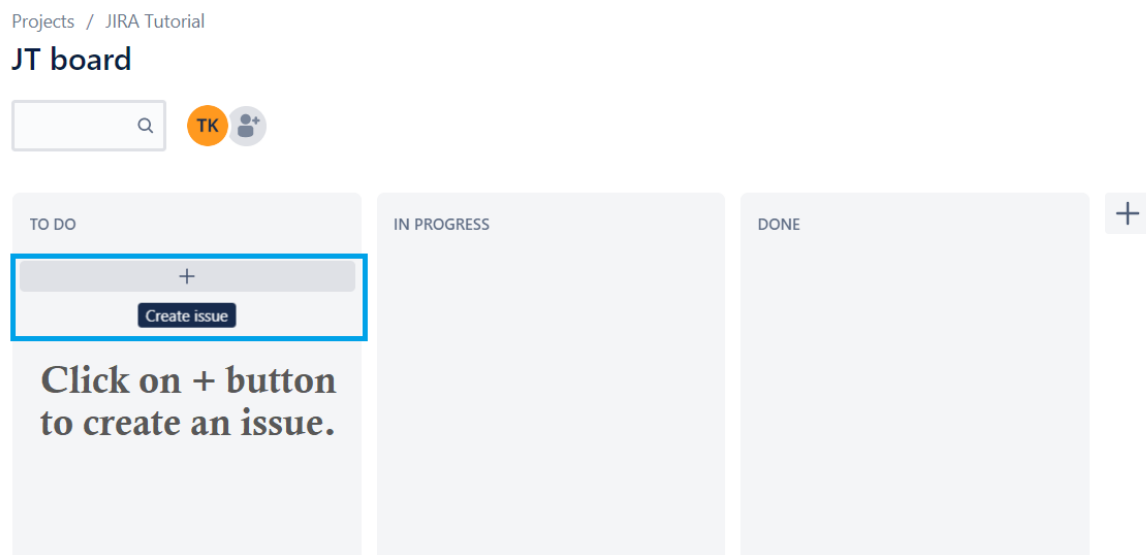 Projects / JIRA Tutorial
JT board
TK
TO DO
IN PROGRESS
DONE
+
+
Create issue
Click on + button
to create an issue.